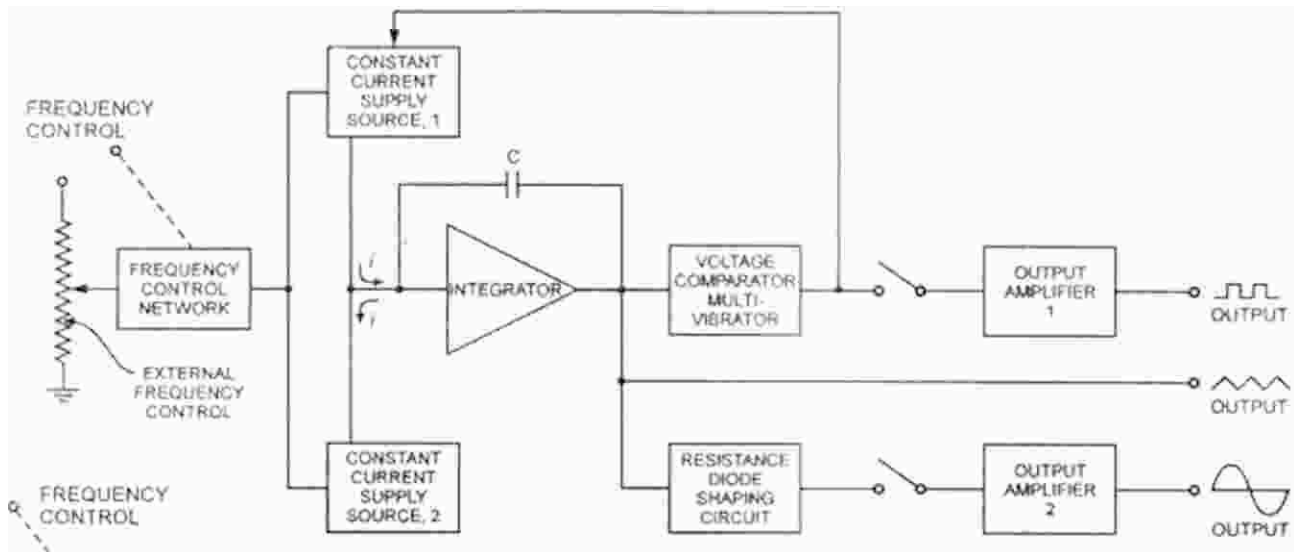 CONSTANT
CURRENT
SUPPLY
SOURCE, 1
FREQUENCY
CONTROL
C
FREQUENCY
CONTROL
NETWORK
i
i
INTEGRATOR
VOLTAGE
COMPARATOR
MULTI-
VIBRATOR
OUTPUT
AMPLIFIER
1
OUTPUT
EXTERNAL
FREQUENCY
CONTROL
OUTPUT
CONSTANT
CURRENT
SUPPLY
SOURCE, 2
RESISTANCE
DIODE
SHAPING
CIRCUIT
OUTPUT
AMPLIFIER
2
OUTPUT
FREQUENCY
CONTROL